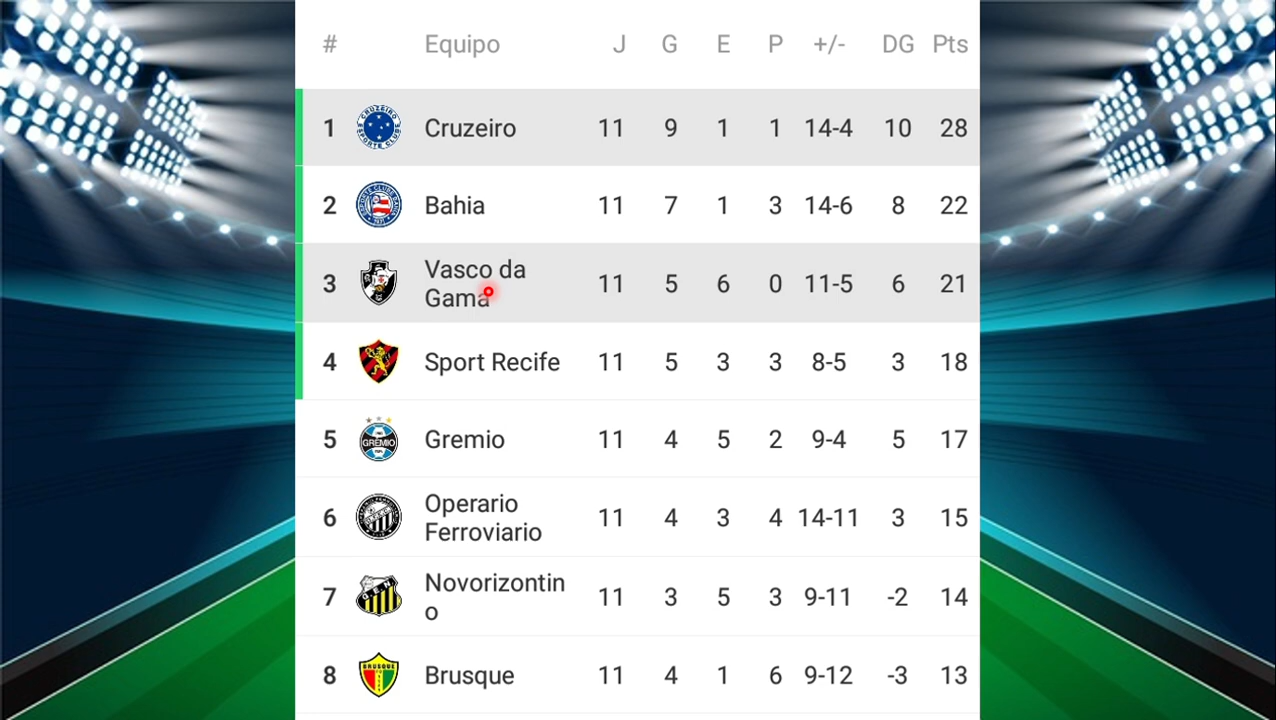 # Equipo J G E P +/- DG Pts
1 Cruzeiro 11 9 1 1 14-4 10 28
2 Bahia 11 7 1 3 14-6 8 22
3 Vasco da
Gama 11 5 6 0 11-5 6 21
4 Sport Recife 11 5 3 3 8-5 3 18
GRÊMIO
5 Gremio 11 4 5 2 9-4 5 17
6 Operario
Ferroviario 11 4 3 4 14-11 3 15
7 Novorizontin
o 11 3 5 3 9-11 -2 14
BRUSQUE
8 Brusque 11 4 1 6 9-12 -3 13